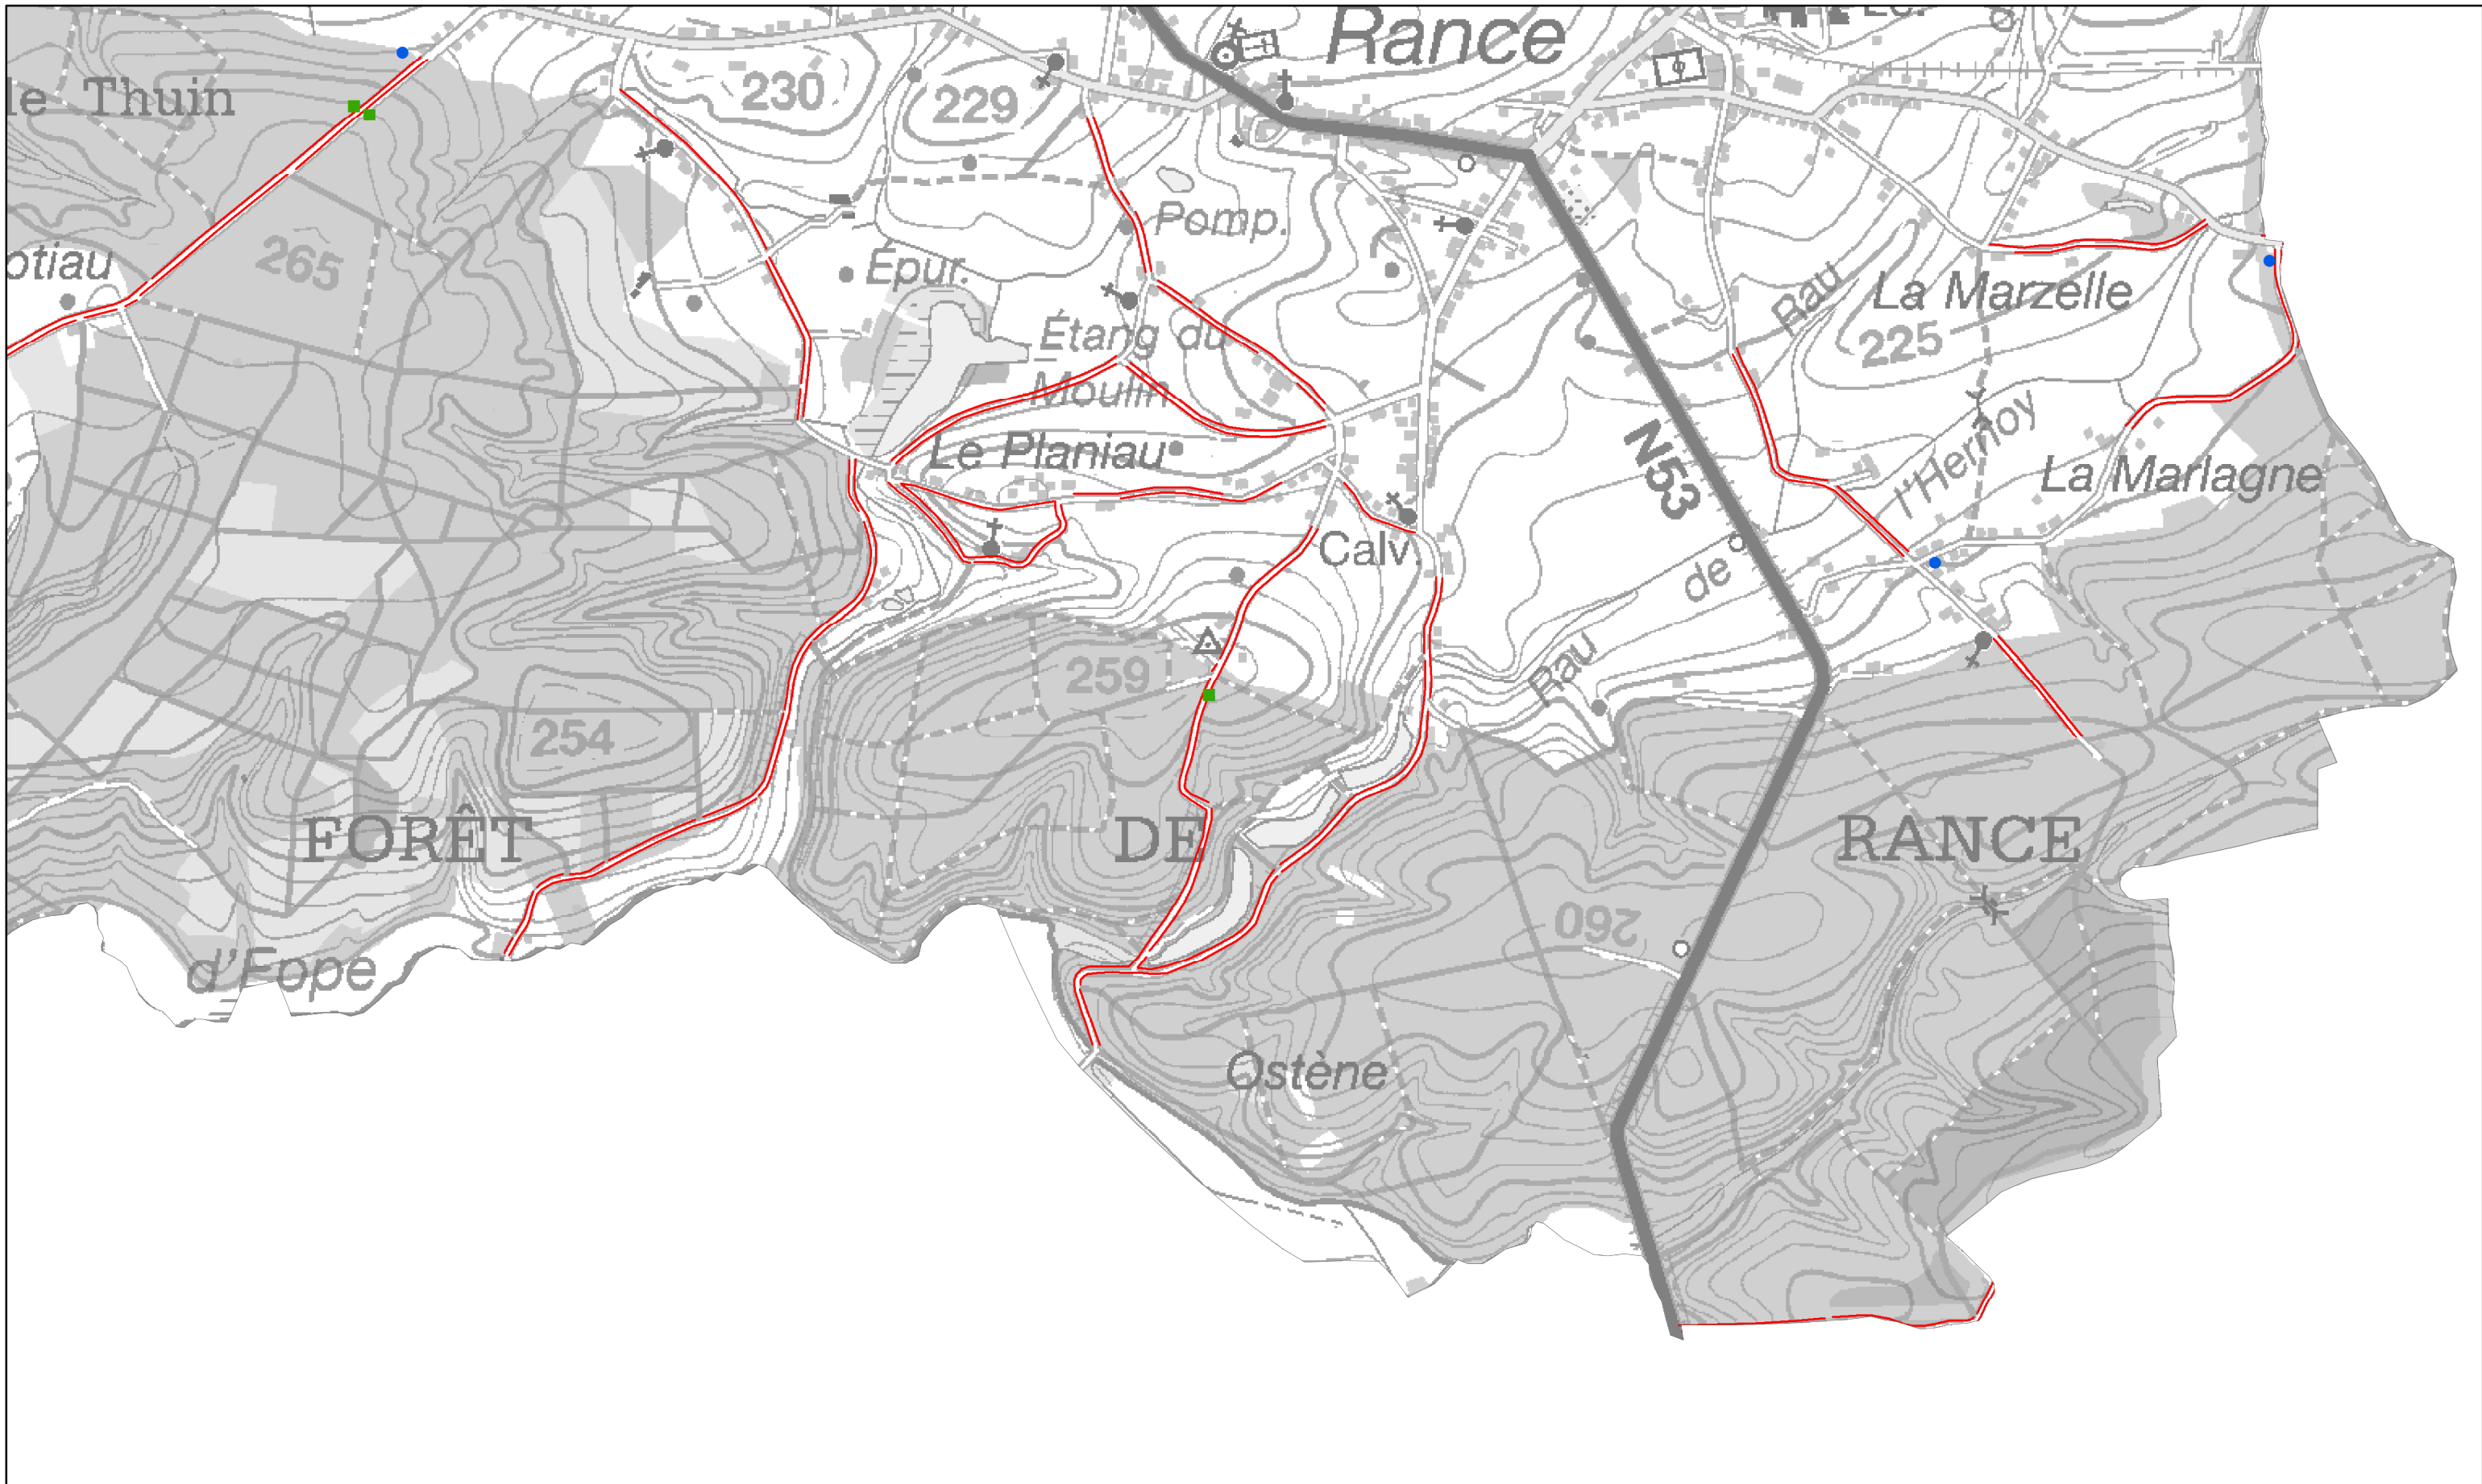 Rance
le Thuin
230
229
Pomp.
265
otiau
Épur.
La Marzelle
Rau
225
Étang du
Moulin
Le Planiau
N53
l'Hernoy
La Marlagne
Calv.
de
Rau
259
254
FORÊT
DE
RANCE
260
d'Eppe
Ostène